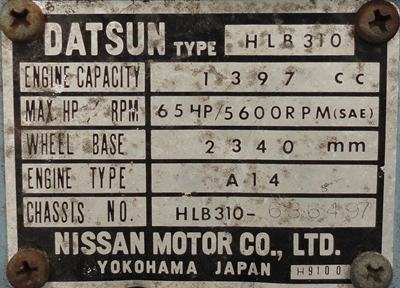 DATSUN TYPE HLB310
ENGINE CAPACITY 1397 cc
MAX. HP / RPM 65HP/5600RPM(SAE)
WHEEL BASE 2340 mm
ENGINE TYPE A14
CHASSIS NO. HLB310-636497
NISSAN MOTOR CO., LTD.
YOKOHAMA JAPAN H9100